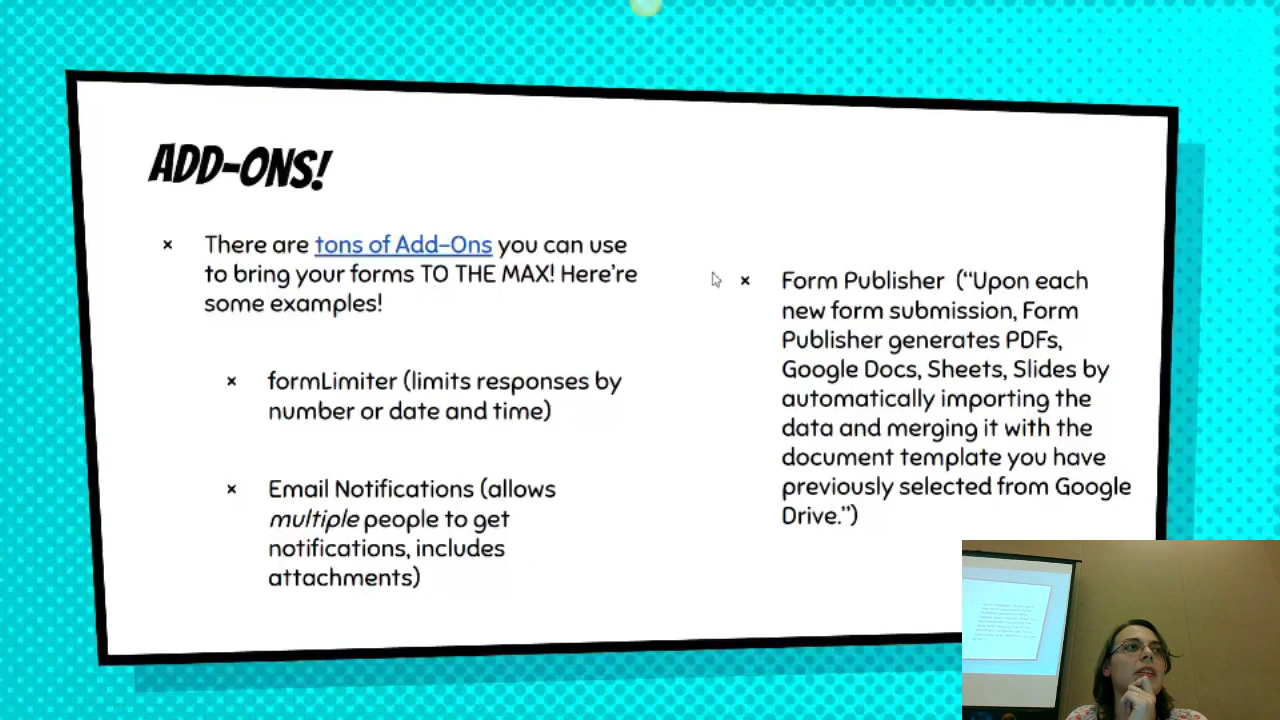 ADD-ONS!
× There are tons of Add-Ons you can use
to bring your forms TO THE MAX! Here're
some examples!
× formLimiter (limits responses by
number or date and time)
× Email Notifications (allows
multiple people to get
notifications, includes
attachments)
× Form Publisher (“Upon each
new form submission, Form
Publisher generates PDFs,
Google Docs, Sheets, Slides by
automatically importing the
data and merging it with the
document template you have
previously selected from Google
Drive.”)